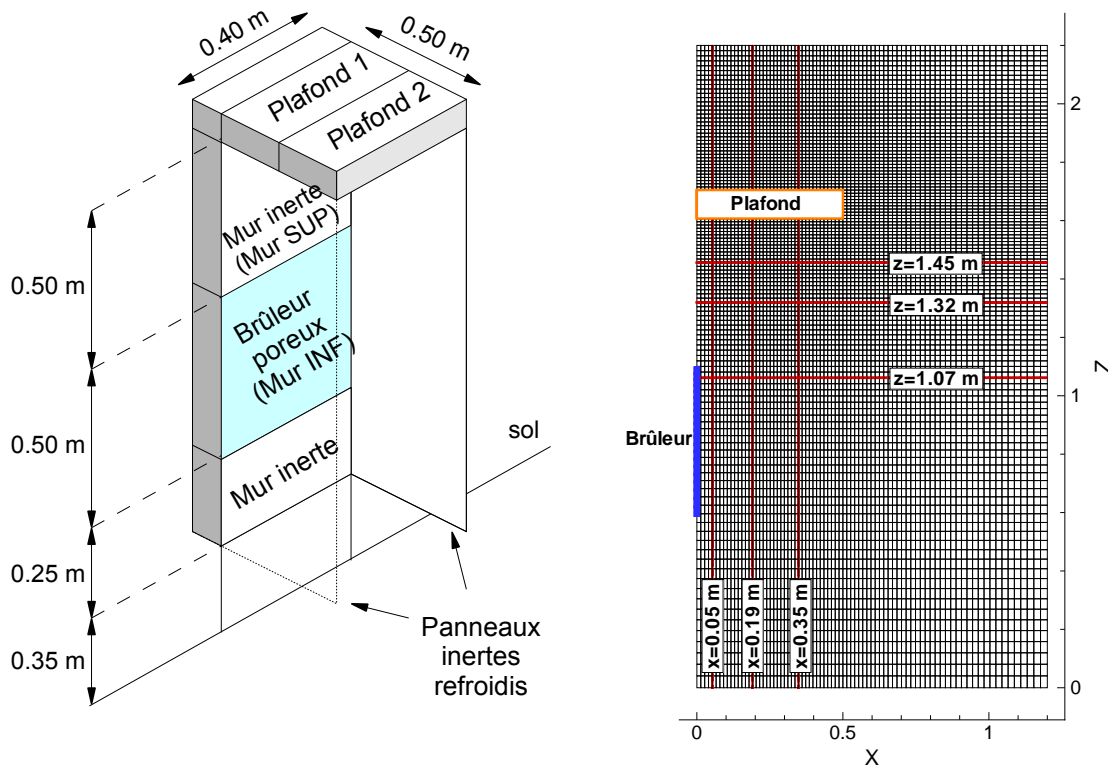 0.40 m
0.50 m
Plafond 1
Plafond 2
Mur inerte
(Mur SUP)
0.50 m
Brûleur
poreux
(Mur INF)
0.50 m
sol
Mur inerte
0.25 m
Panneaux
inertes
refroidis
0.35 m
2
Plafond
z=1.45 m
z=1.32 m
z=1.07 m
Z
1
Brûleur
x=0.05 m
x=0.19 m
x=0.35 m
0
0
0.5
1
X